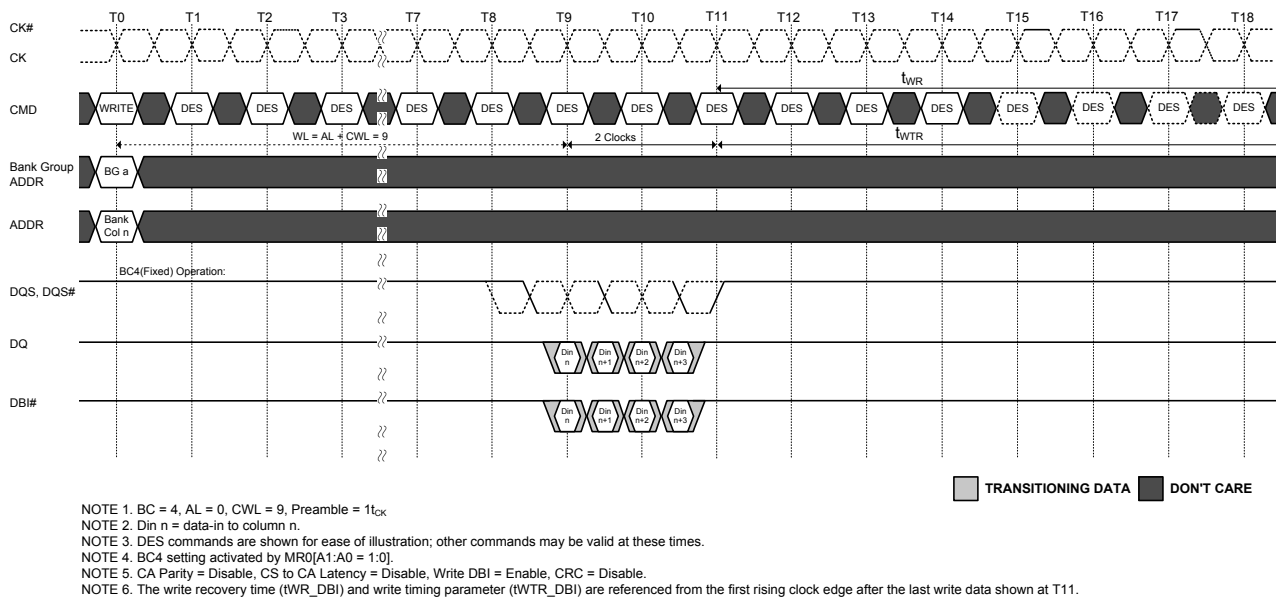 T0 T1 T2 T3 T7 T8 T9 T10 T11 T12 T13 T14 T15 T16 T17 T18
CK#
CK
tWR
CMD WRITE DES DES DES DES DES DES DES DES DES DES DES DES DES DES DES
WL = AL + CWL = 9 2 Clocks tWTR
Bank Group
ADDR
BG a
ADDR
Bank
Col n
BC4(Fixed) Operation:
DQS, DQS#
DQ
Din
n
Din
n+1
Din
n+2
Din
n+3
DBI#
Din
n
Din
n+1
Din
n+2
Din
n+3
TRANSITIONING DATA DON'T CARE
NOTE 1. BC = 4, AL = 0, CWL = 9, Preamble = 1tCK
NOTE 2. Din n = data-in to column n.
NOTE 3. DES commands are shown for ease of illustration; other commands may be valid at these times.
NOTE 4. BC4 setting activated by MR0[A1:A0 = 1:0].
NOTE 5. CA Parity = Disable, CS to CA Latency = Disable, Write DBI = Enable, CRC = Disable.
NOTE 6. The write recovery time (tWR_DBI) and write timing parameter (tWTR_DBI) are referenced from the first rising clock edge after the last write data shown at T11.